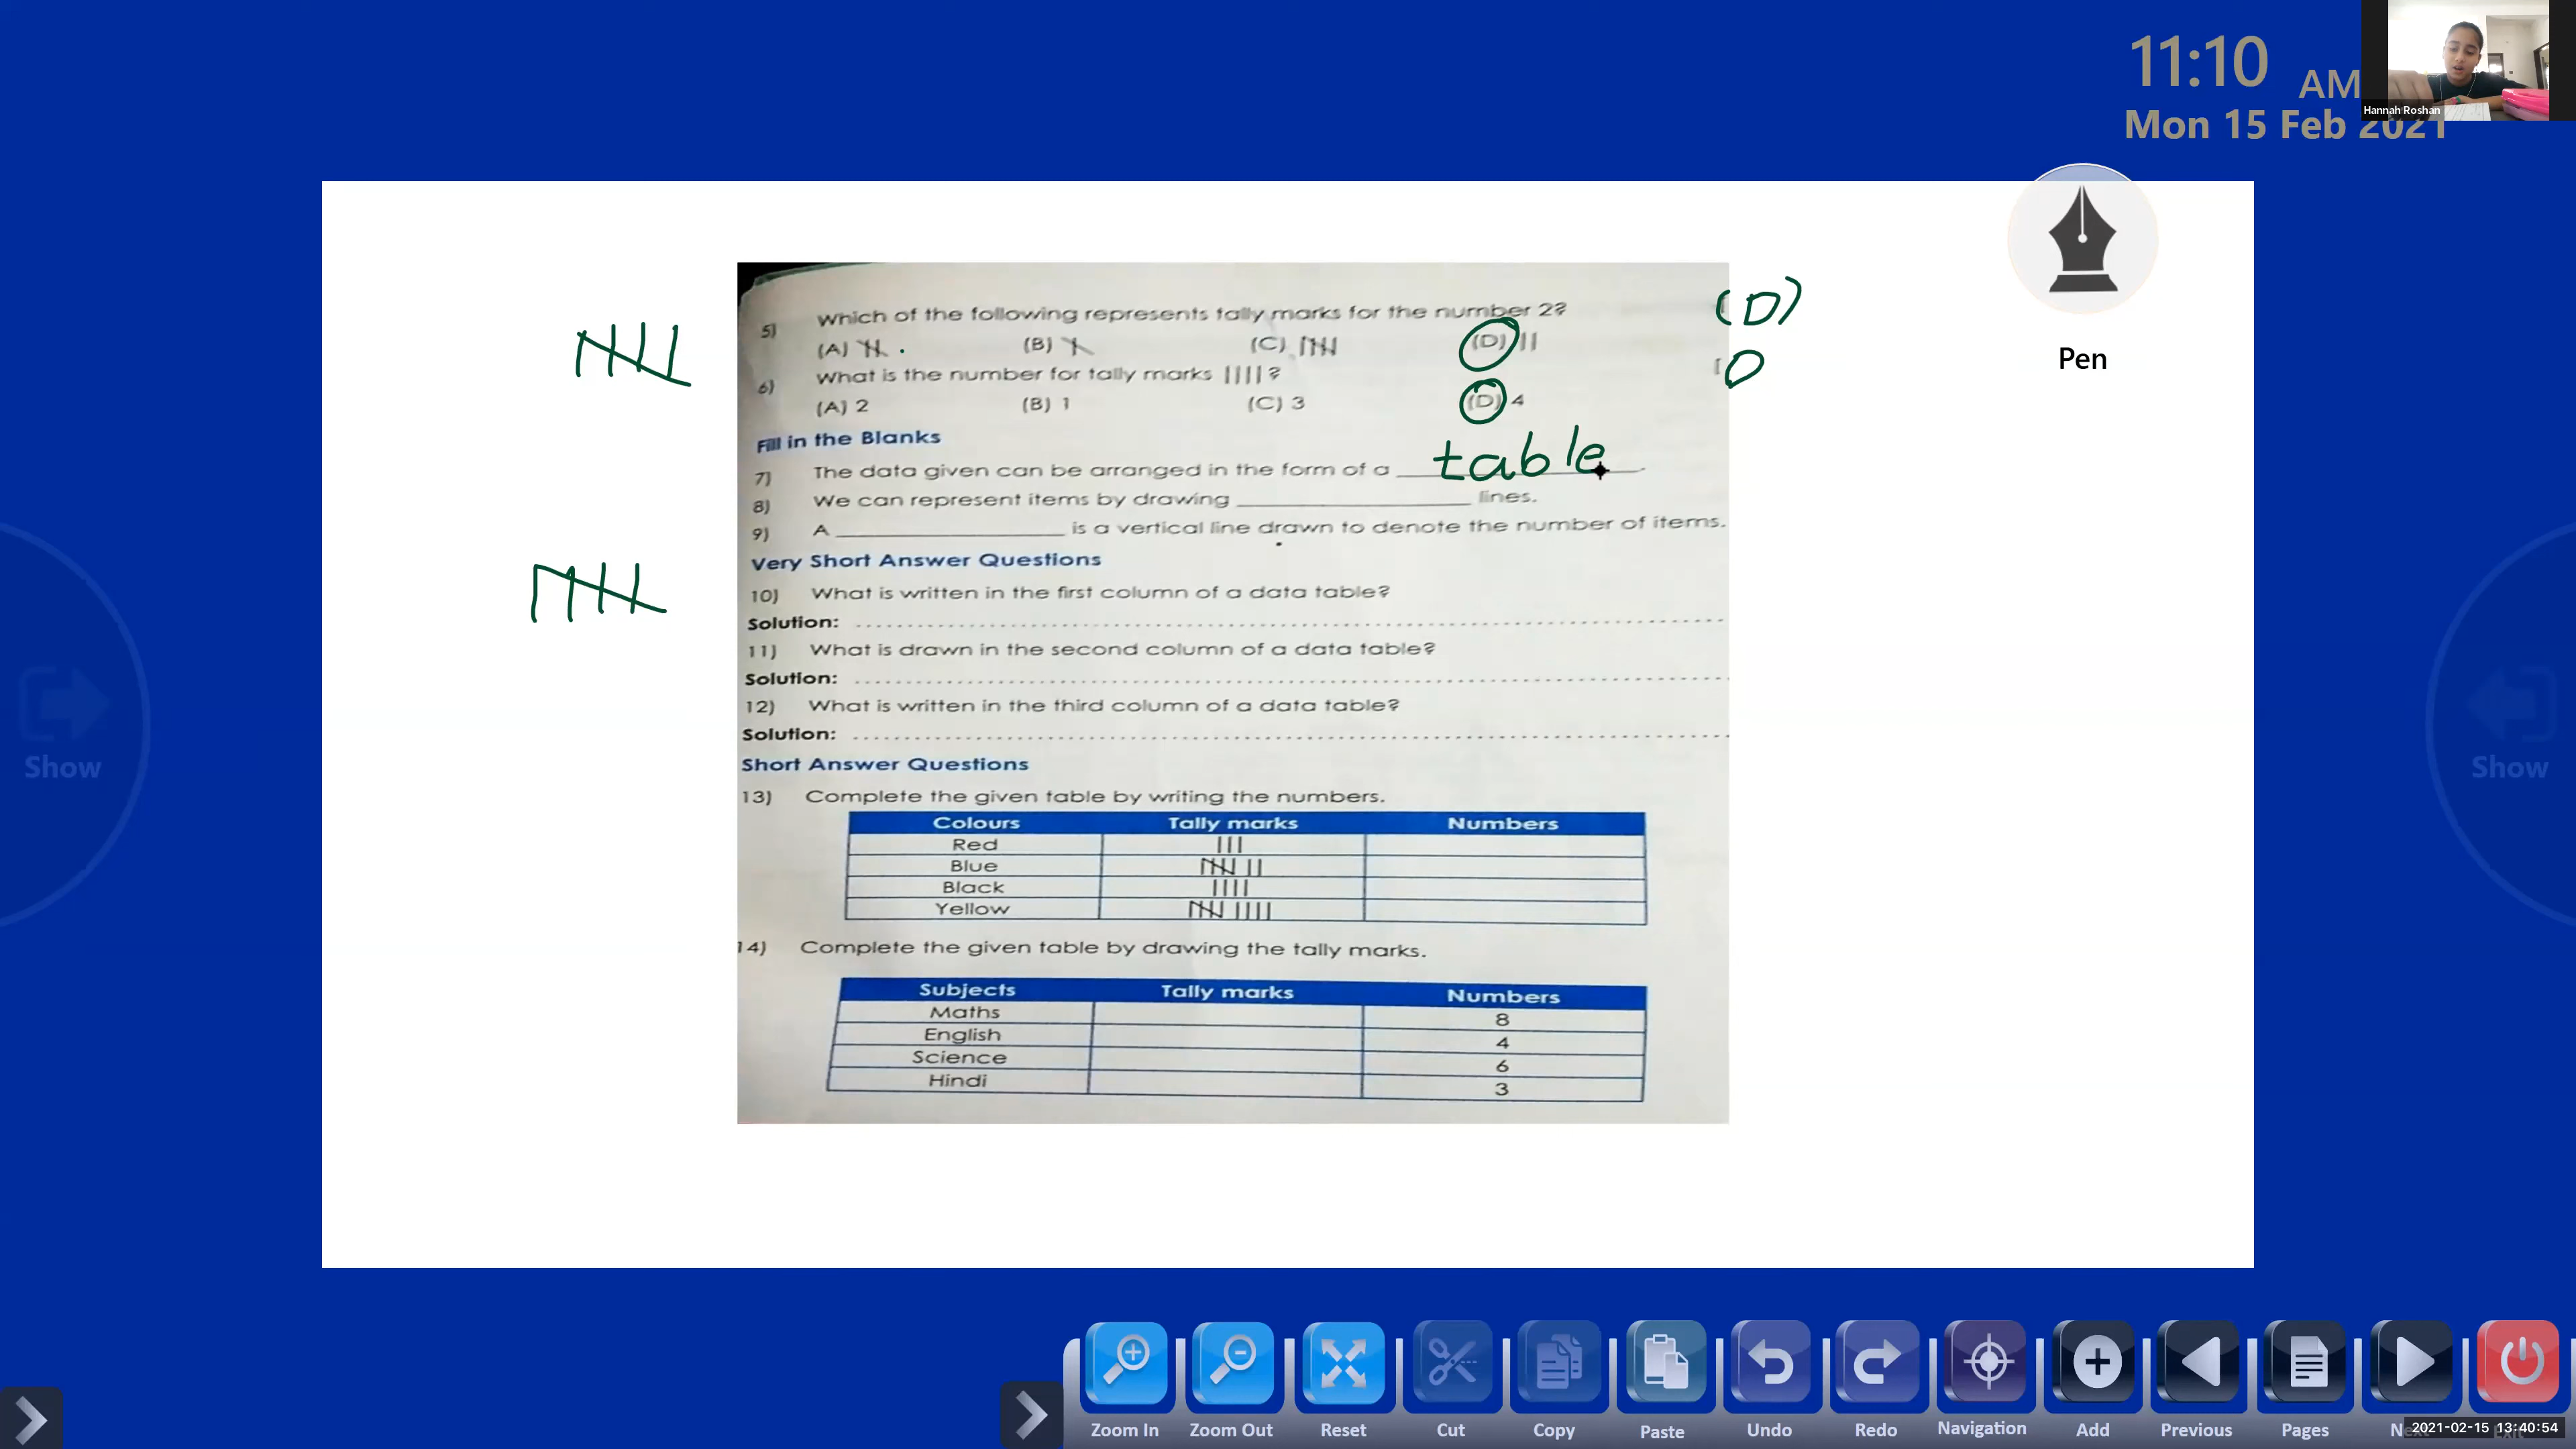 11:10 AM
Mon 15 Feb 2021
Hannah Roshan
Pen
5) Which of the following represents tally marks for the number 2? (D)
(A) (B) (C) (D) ||
6) What is the number for tally marks ||||? D
(A) 2 (B) 1 (C) 3 (D) 4
Fill in the Blanks
7) The data given can be arranged in the form of a table
8) We can represent items by drawing ____________ lines.
9) A ____________ is a vertical line drawn to denote the number of items.
Very Short Answer Questions
10) What is written in the first column of a data table?
Solution:
11) What is drawn in the second column of a data table?
Solution:
12) What is written in the third column of a data table?
Solution:
Short Answer Questions
13) Complete the given table by writing the numbers.
Colours Tally marks Numbers
Red |||
Blue
Black ||||
Yellow
14) Complete the given table by drawing the tally marks.
Subjects Tally marks Numbers
Maths 8
English 4
Science 6
Hindi 3
Show
Show
Zoom In Zoom Out Reset Cut Copy Paste Undo Redo Navigation Add Previous Pages
2021-02-15 13:40:54